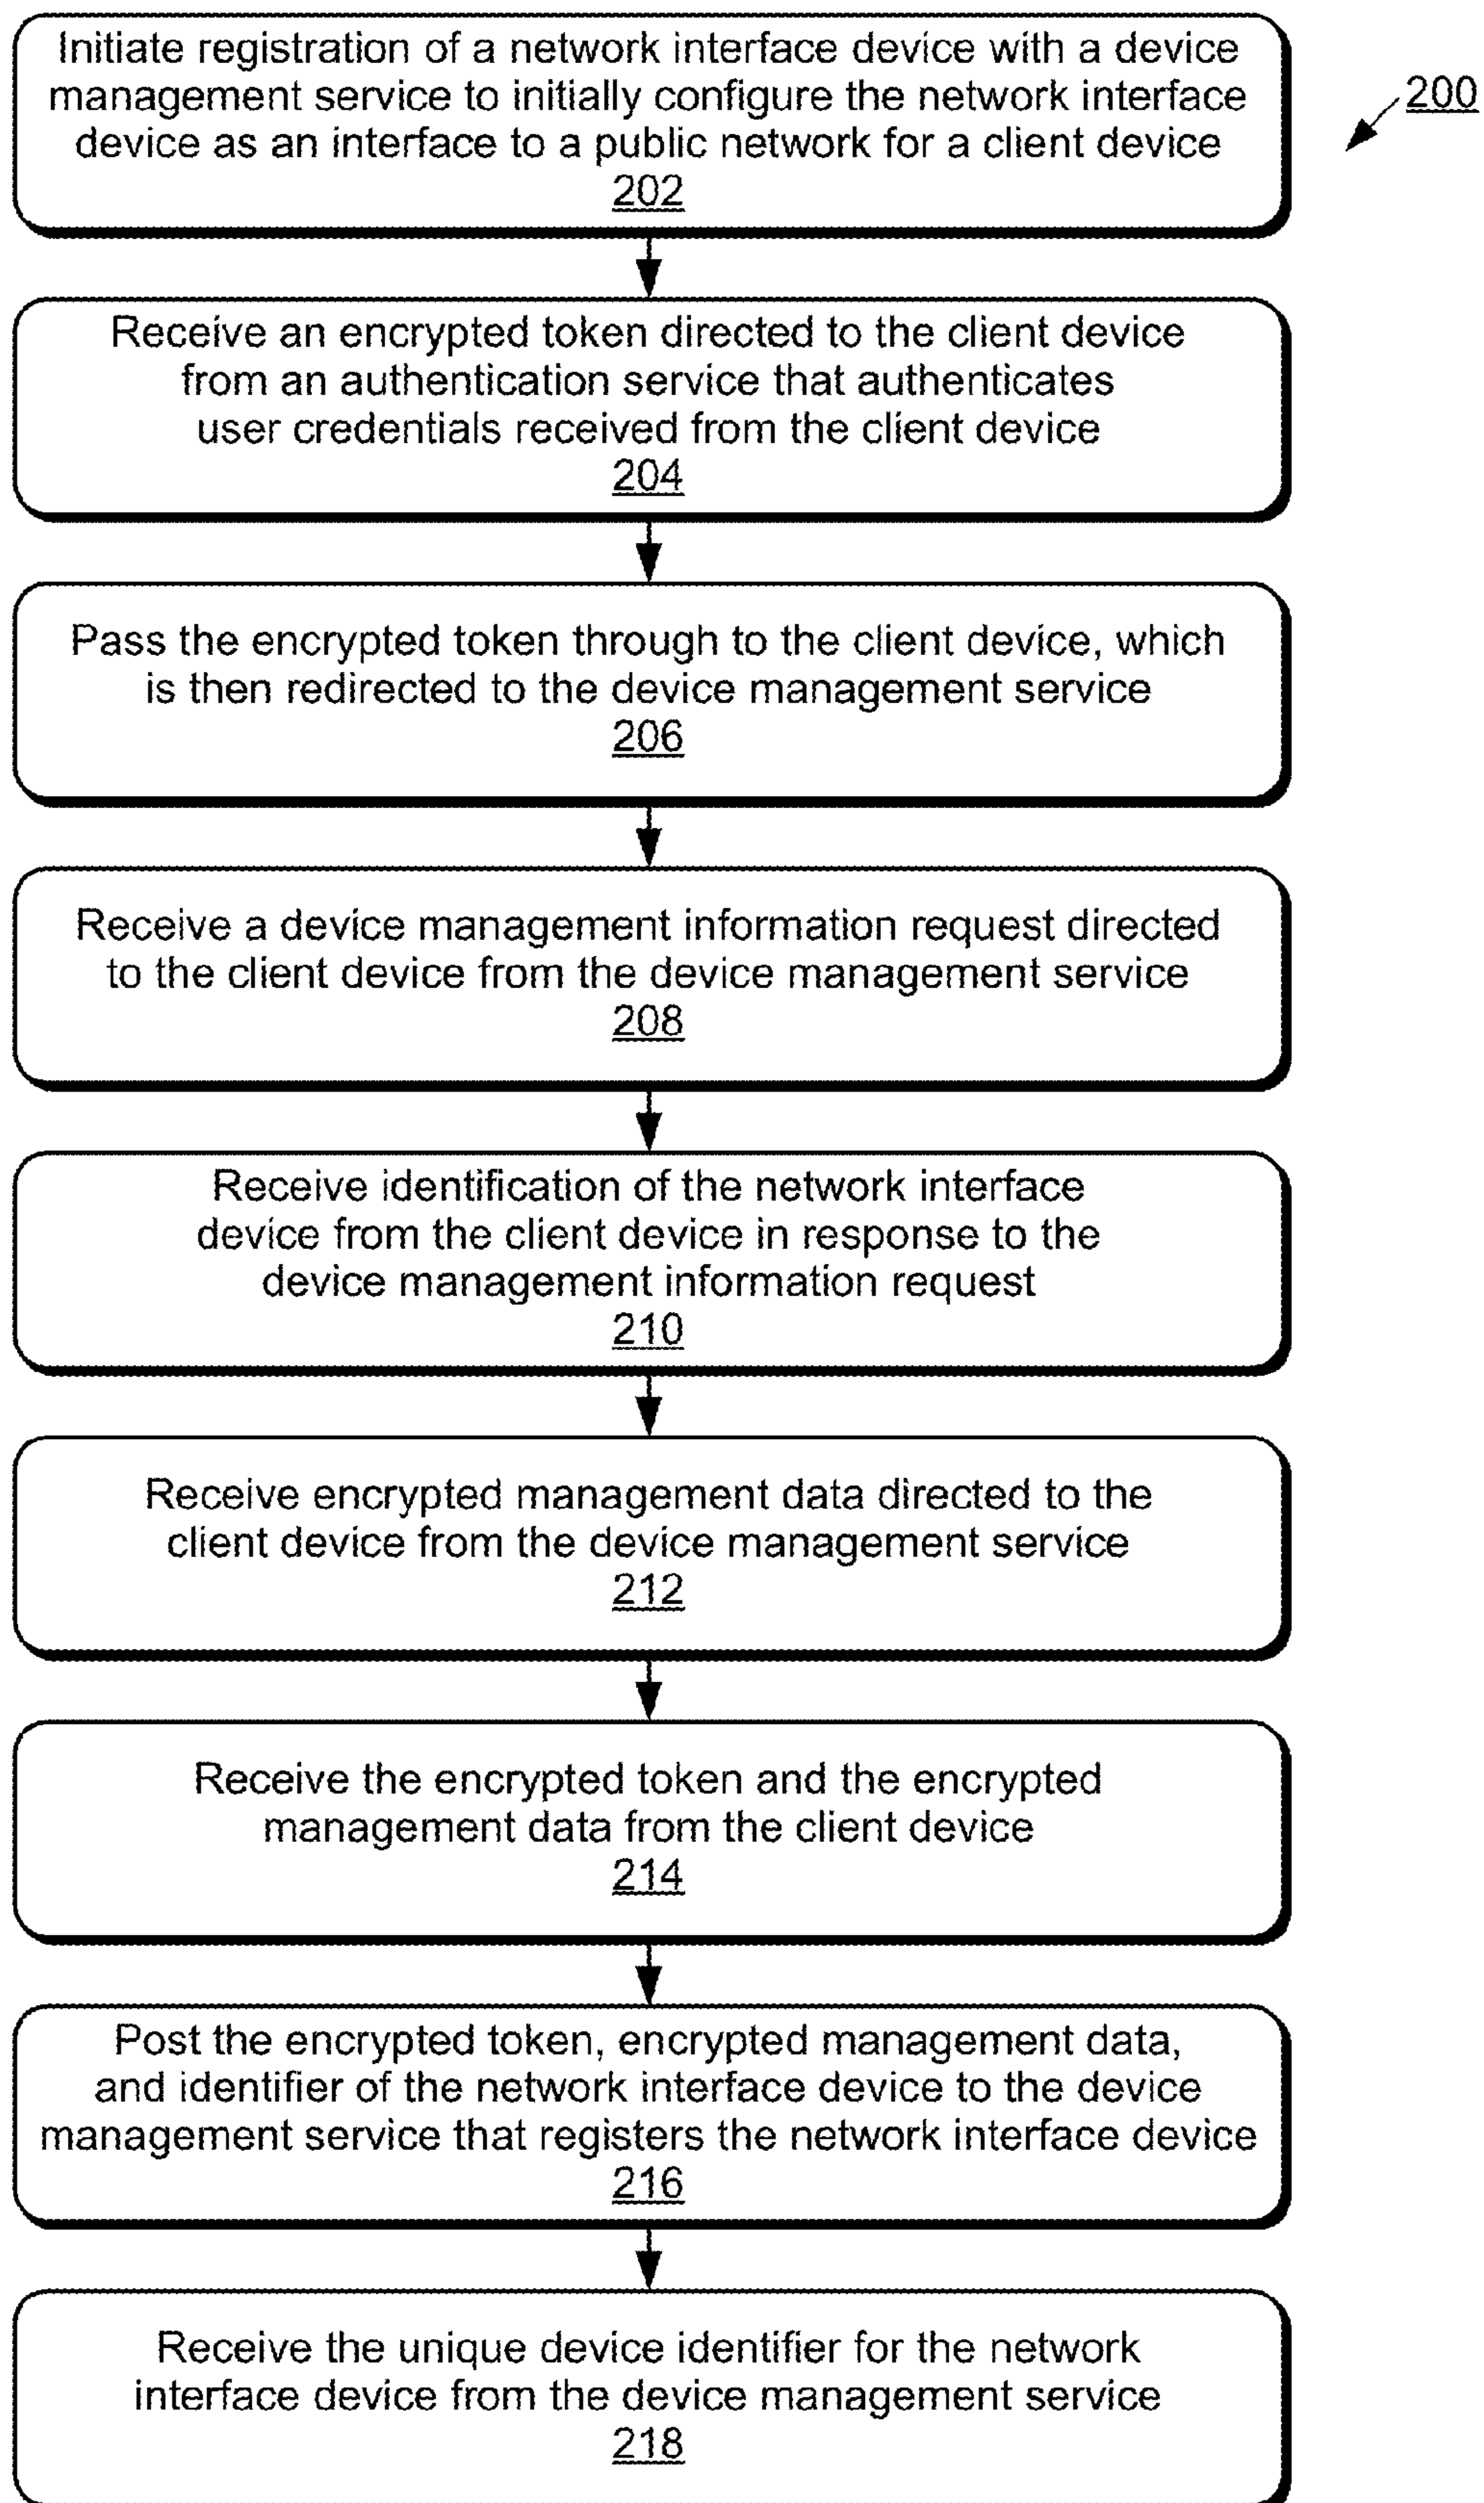 Initiate registration of a network interface device with a device
management service to initially configure the network interface
device as an interface to a public network for a client device
202
200
Receive an encrypted token directed to the client device
from an authentication service that authenticates
user credentials received from the client device
204
Pass the encrypted token through to the client device, which
is then redirected to the device management service
206
Receive a device management information request directed
to the client device from the device management service
208
Receive identification of the network interface
device from the client device in response to the
device management information request
210
Receive encrypted management data directed to the
client device from the device management service
212
Receive the encrypted token and the encrypted
management data from the client device
214
Post the encrypted token, encrypted management data,
and identifier of the network interface device to the device
management service that registers the network interface device
216
Receive the unique device identifier for the network
interface device from the device management service
218